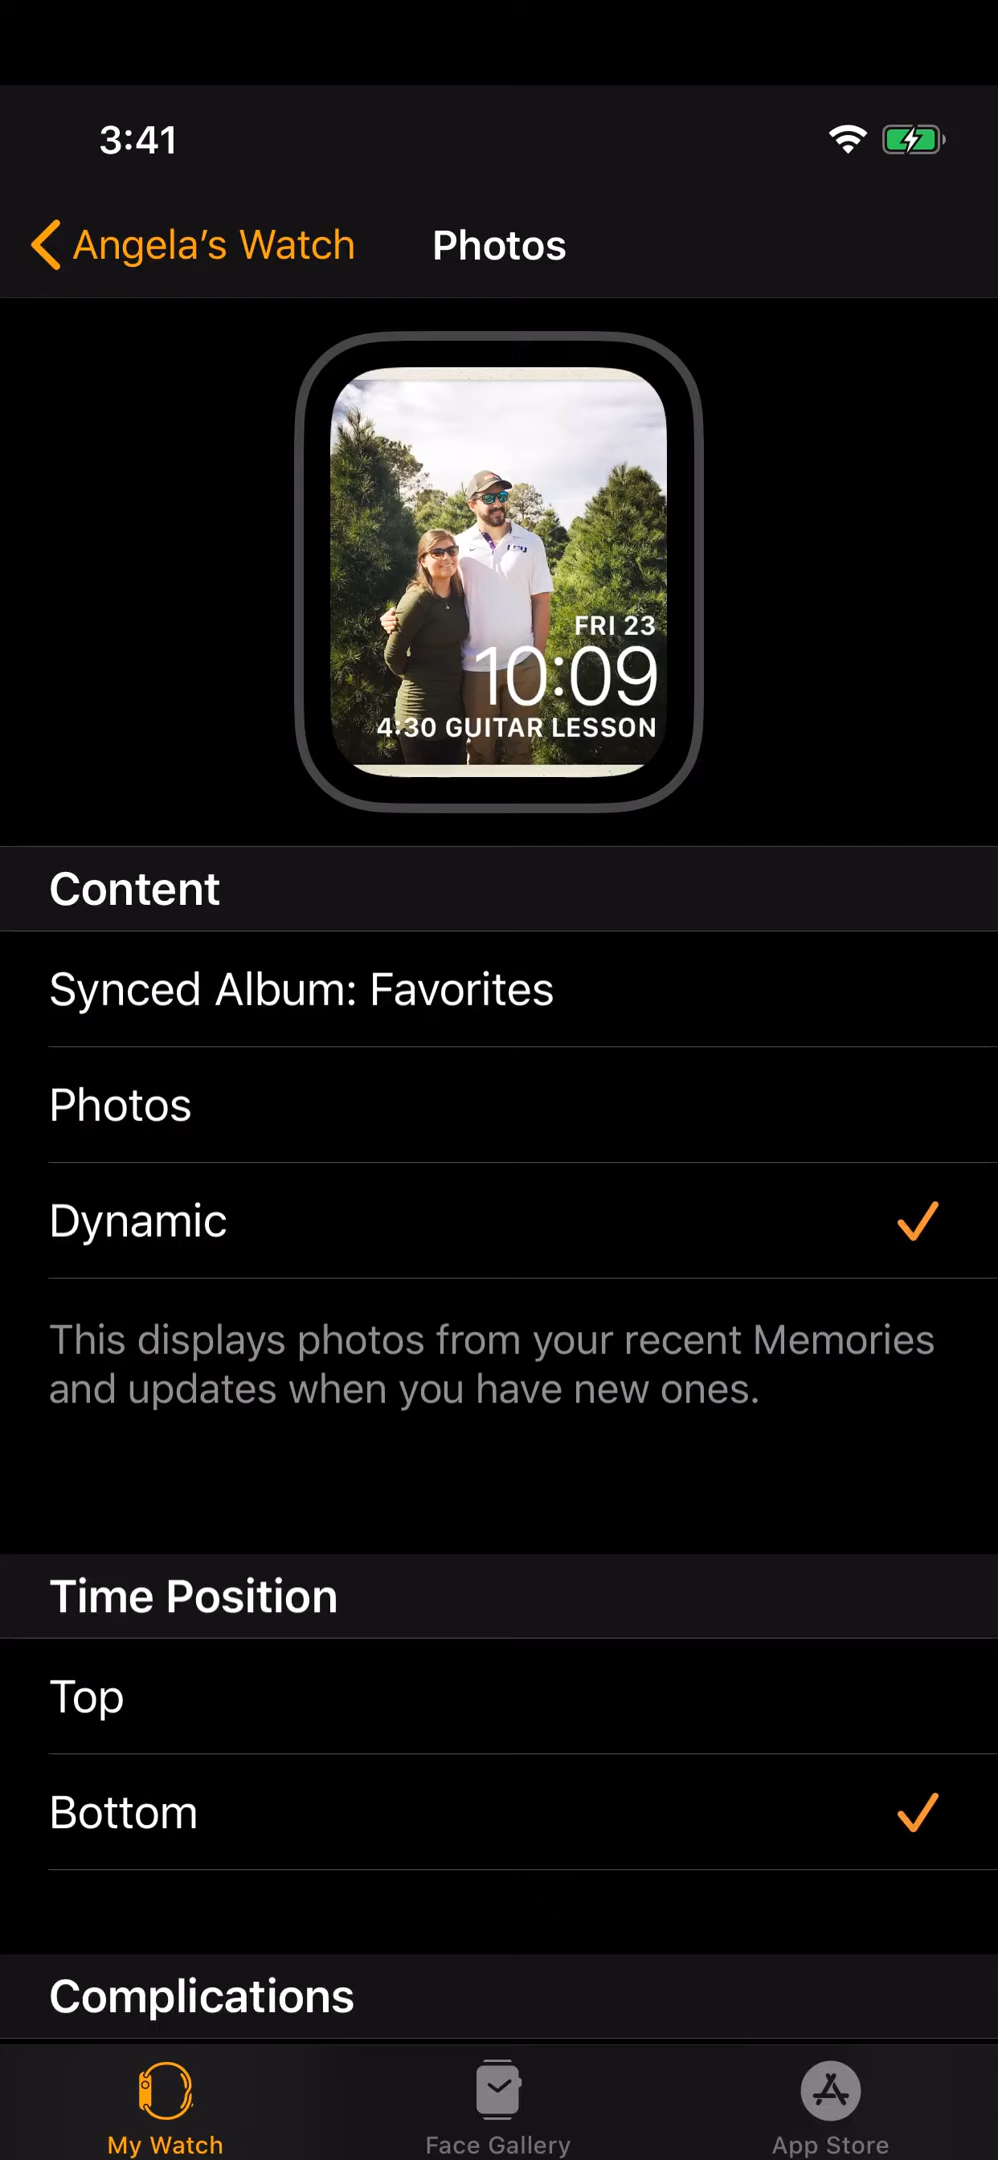 3:41
Angela’s Watch
Photos
LSU
FRI 23
10:09
4:30 GUITAR LESSON
Content
Synced Album: Favorites
Photos
Dynamic
This displays photos from your recent Memories
and updates when you have new ones.
Time Position
Top
Bottom
Complications
My Watch
Face Gallery
App Store